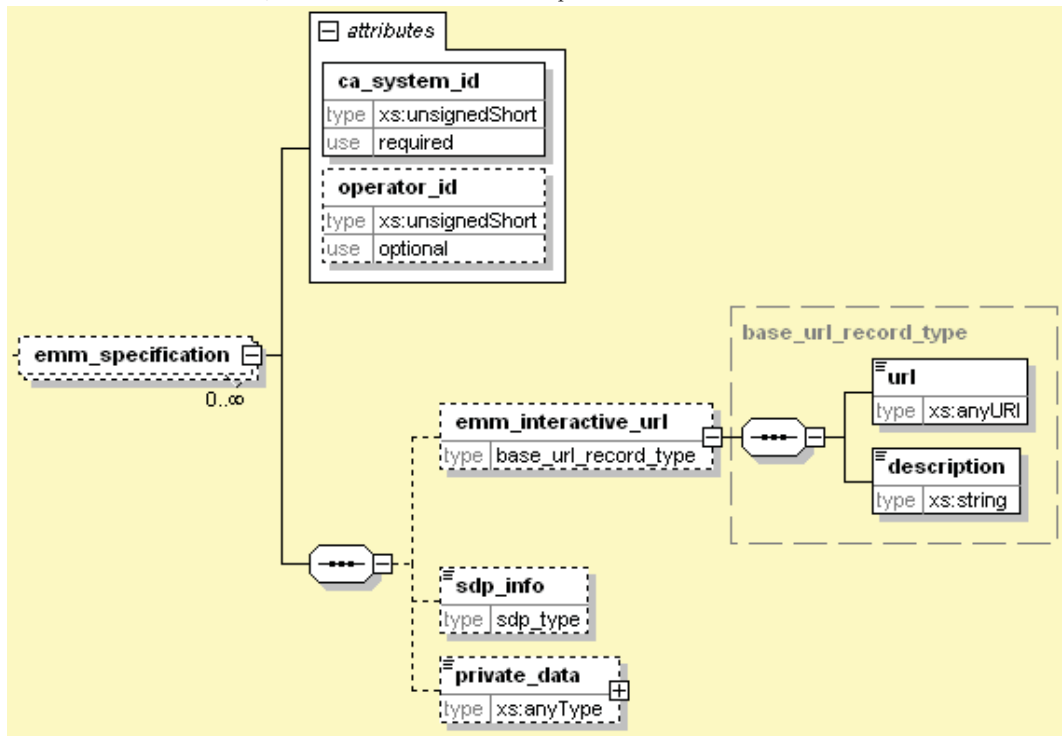 attributes
ca_system_id
type xs:unsignedShort
use required
operator_id
type xs:unsignedShort
use optional
emm_specification
0..∞
base_url_record_type
emm_interactive_url
type base_url_record_type
url
type xs:anyURI
description
type xs:string
sdp_info
type sdp_type
private_data
type xs:anyType